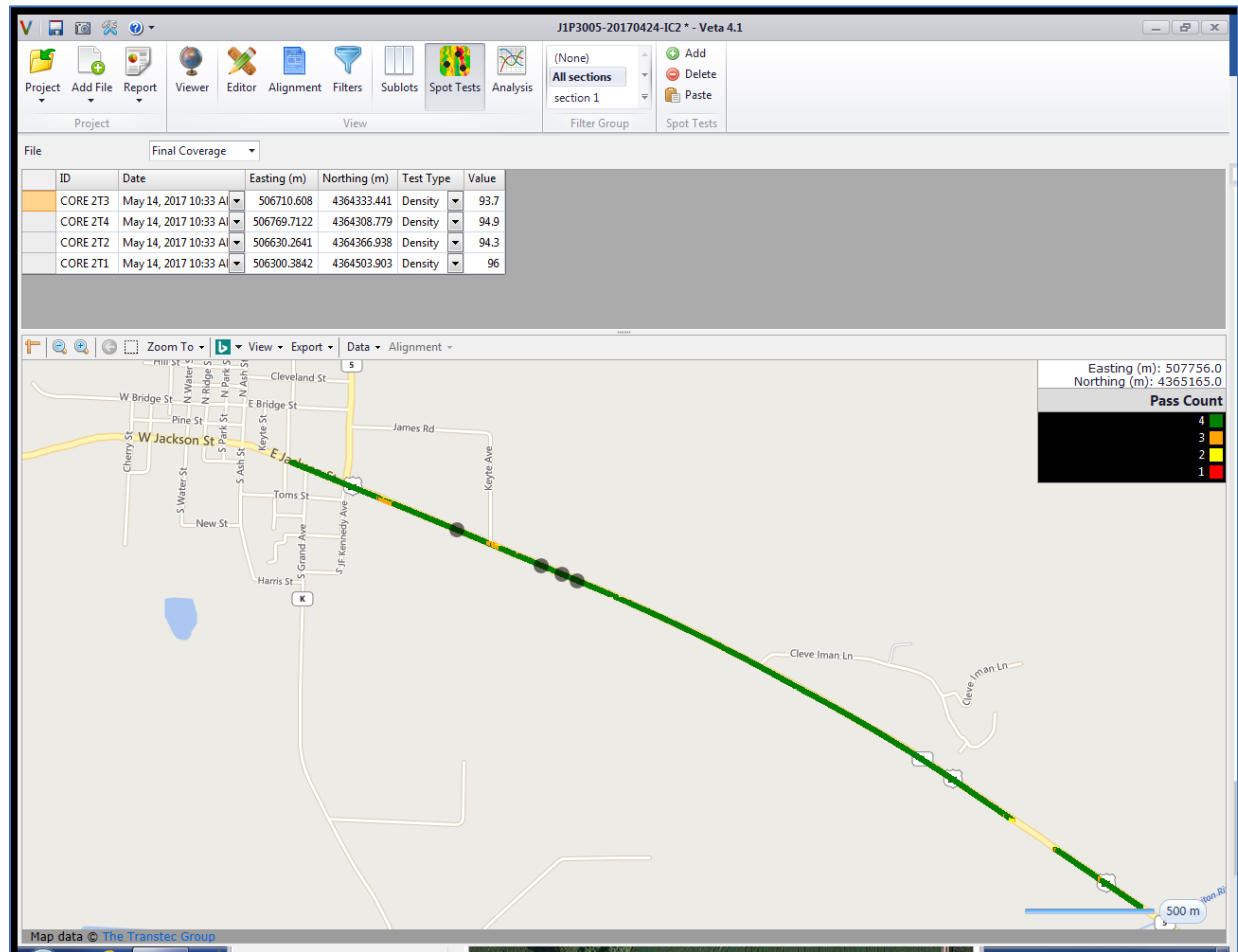 J1P3005-20170424-IC2 * - Veta 4.1
Project Add File Report Viewer Editor Alignment Filters Sublots Spot Tests Analysis
(None)
All sections
section 1
Add
Delete
Paste
Project View Filter Group Spot Tests
File Final Coverage
ID Date Easting (m) Northing (m) Test Type Value
CORE 2T3 May 14, 2017 10:33 Al 506710.608 4364333.441 Density 93.7
CORE 2T4 May 14, 2017 10:33 Al 506769.7122 4364308.779 Density 94.9
CORE 2T2 May 14, 2017 10:33 Al 506630.2641 4364366.938 Density 94.3
CORE 2T1 May 14, 2017 10:33 Al 506300.3842 4364503.903 Density 96
Zoom To View Export Data Alignment
Easting (m): 507756.0
Northing (m): 4365165.0
Pass Count
4
3
2
1
Hill St
N Water S
N Ridge S
N Park S
N Ash St
Cleveland St
5
W Bridge St
E Bridge St
Pine St
James Rd
W Jackson St
Cherry St
S Park St
Keyte St
E Ja
St
S Ash St
Keyte Ave
S Water St
Toms St
New St
S Grand Ave
S JF Kennedy Ave
Harris St
K
Cleve Iman Ln
Cleve Iman Ln
500 m
5
Map data © The Transtec Group